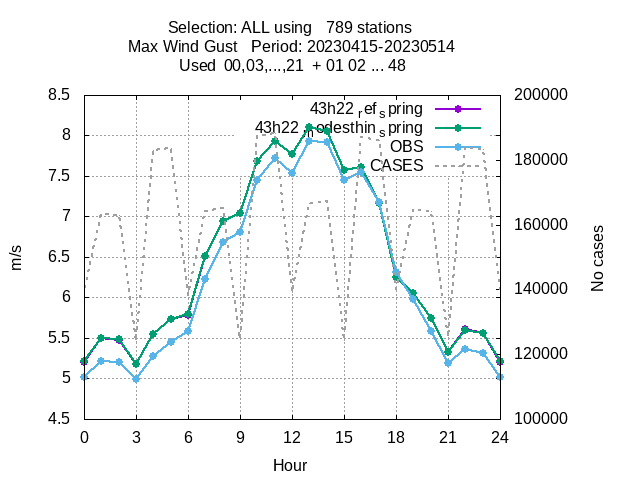 Selection: ALL using   789 stations
Max Wind Gust   Period: 20230415-20230514
Used  00,03,...,21  + 01 02 ... 48
8.5
8
7.5
7
6.5
6
5.5
5
4.5
200000
180000
160000
140000
120000
100000
43h22 ref spring
43h22 nodesthin spring
OBS
CASES
m/s
No cases
0 3 6 9 12 15 18 21 24
Hour